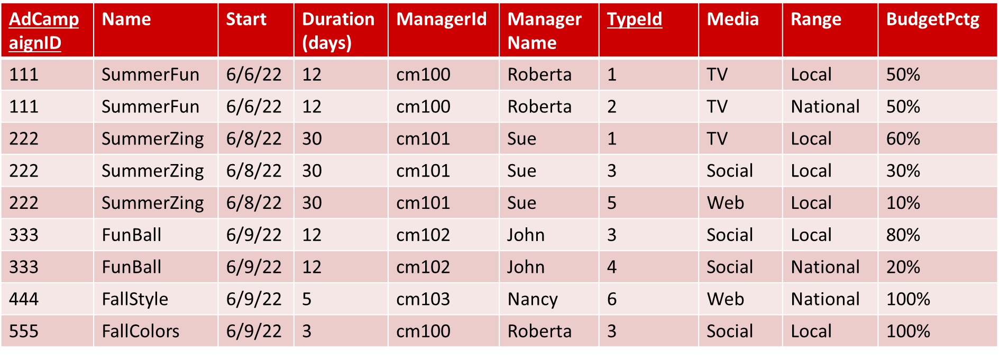 AdCamp aignID Name Start Duration (days) ManagerId Manager Name TypeId Media Range BudgetPctg
111 SummerFun 6/6/22 12 cm100 Roberta 1 TV Local 50%
111 SummerFun 6/6/22 12 cm100 Roberta 2 TV National 50%
222 SummerZing 6/8/22 30 cm101 Sue 1 TV Local 60%
222 SummerZing 6/8/22 30 cm101 Sue 3 Social Local 30%
222 SummerZing 6/8/22 30 cm101 Sue 5 Web Local 10%
333 FunBall 6/9/22 12 cm102 John 3 Social Local 80%
333 FunBall 6/9/22 12 cm102 John 4 Social National 20%
444 FallStyle 6/9/22 5 cm103 Nancy 6 Web National 100%
555 FallColors 6/9/22 3 cm100 Roberta 3 Social Local 100%